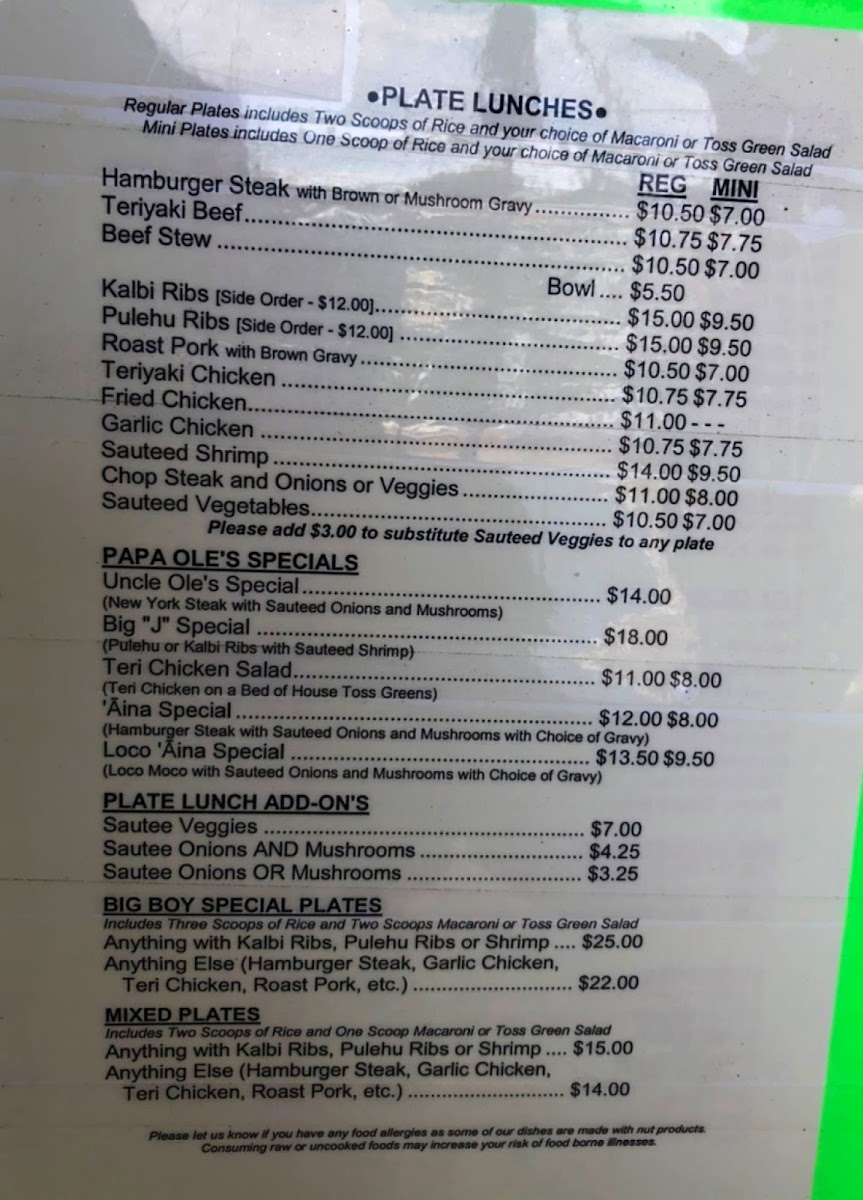 •PLATE LUNCHES•
Regular Plates includes Two Scoops of Rice and your choice of Macaroni or Toss Green Salad
Mini Plates includes One Scoop of Rice and your choice of Macaroni or Toss Green Salad
REG MINI
Hamburger Steak with Brown or Mushroom Gravy ............... $10.50 $7.00
Teriyaki Beef ............... $10.75 $7.75
Beef Stew ............... $10.50 $7.00
Bowl .... $5.50
Kalbi Ribs [Side Order - $12.00] ............... $15.00 $9.50
Pulehu Ribs [Side Order - $12.00] ............... $15.00 $9.50
Roast Pork with Brown Gravy ............... $10.50 $7.00
Teriyaki Chicken ............... $10.75 $7.75
Fried Chicken ............... $11.00 - - -
Garlic Chicken ............... $10.75 $7.75
Sauteed Shrimp ............... $14.00 $9.50
Chop Steak and Onions or Veggies ............... $11.00 $8.00
Sauteed Vegetables ............... $10.50 $7.00
Please add $3.00 to substitute Sauteed Veggies to any plate
PAPA OLE'S SPECIALS
Uncle Ole's Special ............... $14.00
(New York Steak with Sauteed Onions and Mushrooms)
Big "J" Special ............... $18.00
(Pulehu or Kalbi Ribs with Sauteed Shrimp)
Teri Chicken Salad ............... $11.00 $8.00
(Teri Chicken on a Bed of House Toss Greens)
'Āina Special ............... $12.00 $8.00
(Hamburger Steak with Sauteed Onions and Mushrooms with Choice of Gravy)
Loco 'Āina Special ............... $13.50 $9.50
(Loco Moco with Sauteed Onions and Mushrooms with Choice of Gravy)
PLATE LUNCH ADD-ON'S
Sautee Veggies ............... $7.00
Sautee Onions AND Mushrooms ............... $4.25
Sautee Onions OR Mushrooms ............... $3.25
BIG BOY SPECIAL PLATES
Includes Three Scoops of Rice and Two Scoops Macaroni or Toss Green Salad
Anything with Kalbi Ribs, Pulehu Ribs or Shrimp .... $25.00
Anything Else (Hamburger Steak, Garlic Chicken,
Teri Chicken, Roast Pork, etc.) ............... $22.00
MIXED PLATES
Includes Two Scoops of Rice and One Scoop Macaroni or Toss Green Salad
Anything with Kalbi Ribs, Pulehu Ribs or Shrimp .... $15.00
Anything Else (Hamburger Steak, Garlic Chicken,
Teri Chicken, Roast Pork, etc.) ............... $14.00
Please let us know if you have any food allergies as some of our dishes are made with nut products.
Consuming raw or uncooked foods may increase your risk of food borne illnesses.